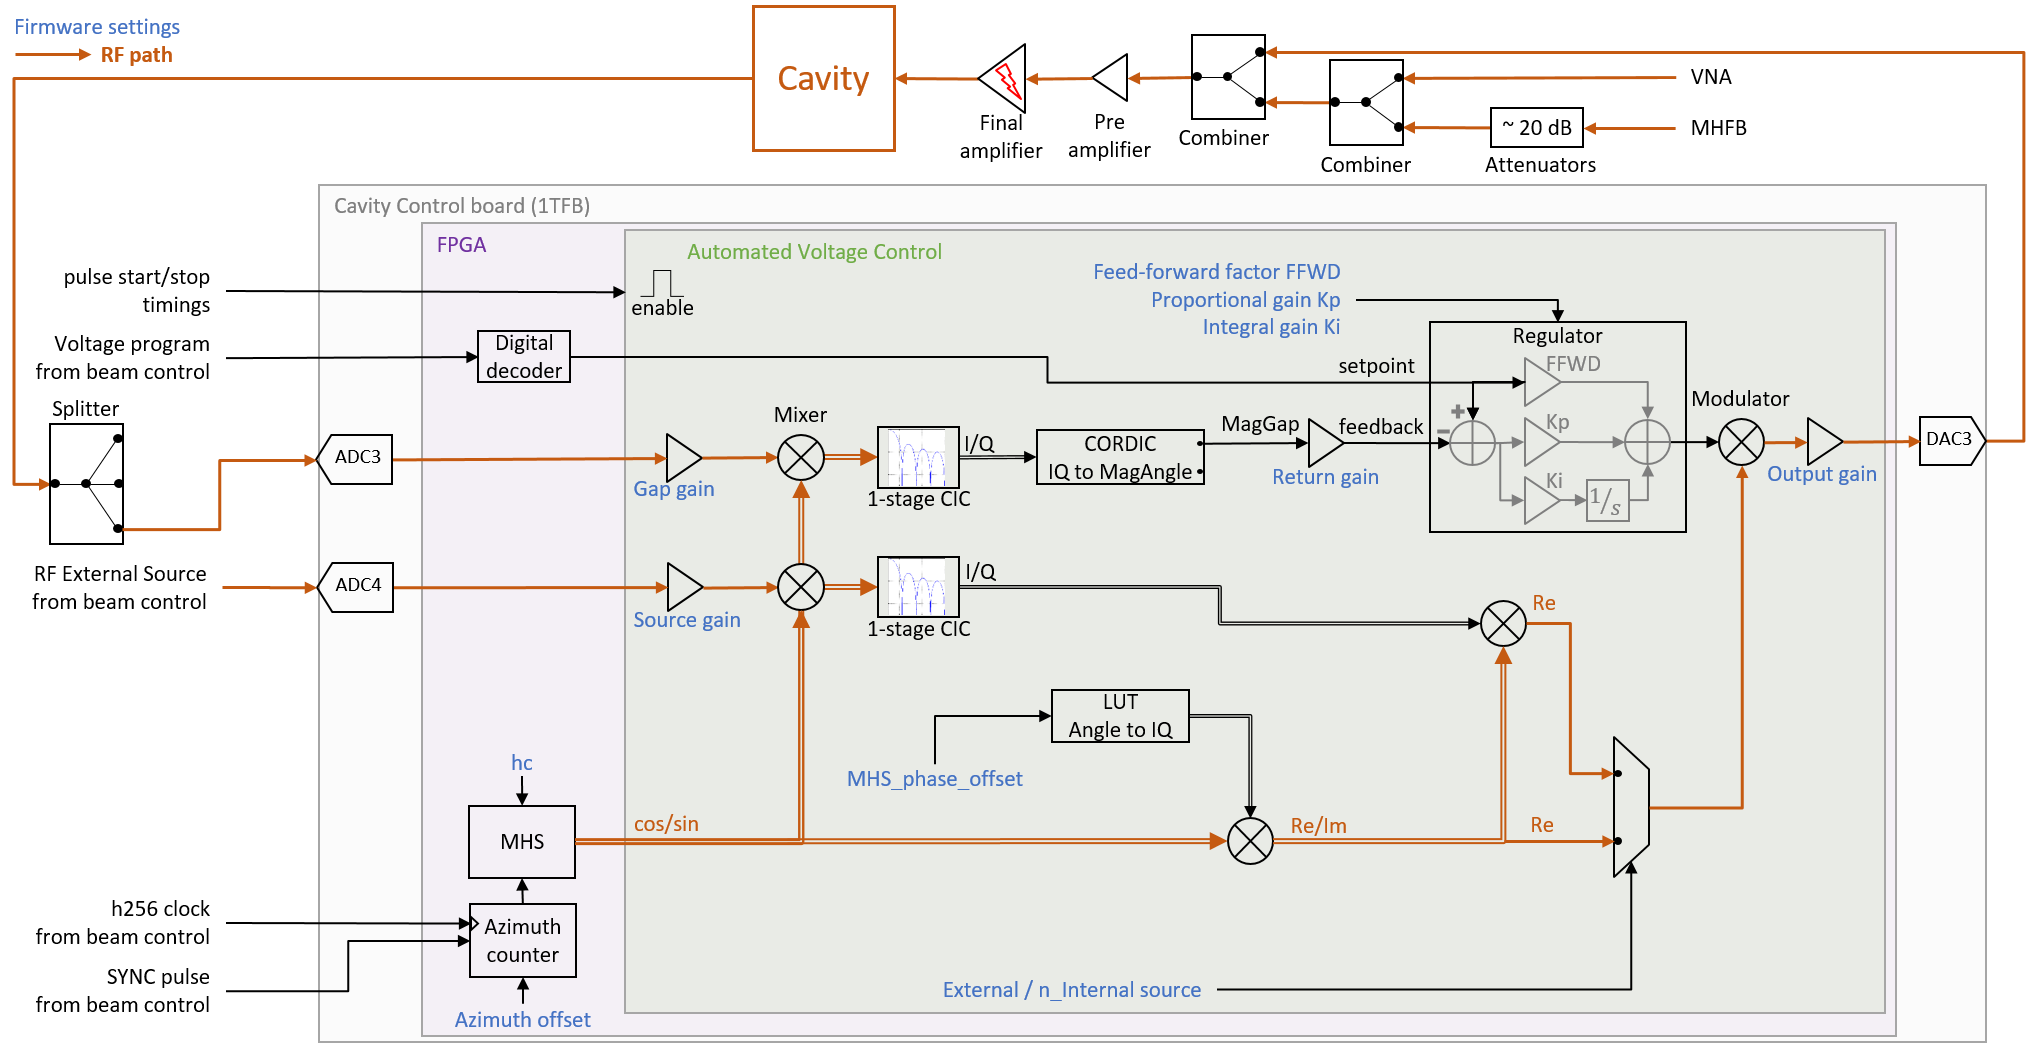 Firmware settings
RF path
Cavity
Final
amplifier
Pre
amplifier
Combiner
Combiner
~ 20 dB
Attenuators
VNA
MHFB
Cavity Control board (1TFB)
FPGA
Automated Voltage Control
pulse start/stop
timings
enable
Voltage program
from beam control
Digital
decoder
Feed-forward factor FFWD
Proportional gain Kp
Integral gain Ki
setpoint
Regulator
FFWD
+
−
Kp
Ki
1/s
Modulator
Output gain
DAC3
Splitter
ADC3
Gap gain
Mixer
1-stage CIC
I/Q
CORDIC
IQ to MagAngle
MagGap
Return gain
feedback
RF External Source
from beam control
ADC4
Source gain
1-stage CIC
I/Q
Re
LUT
Angle to IQ
MHS_phase_offset
hc
MHS
cos/sin
Re/Im
Re
h256 clock
from beam control
Azimuth
counter
SYNC pulse
from beam control
Azimuth offset
External / n_Internal source